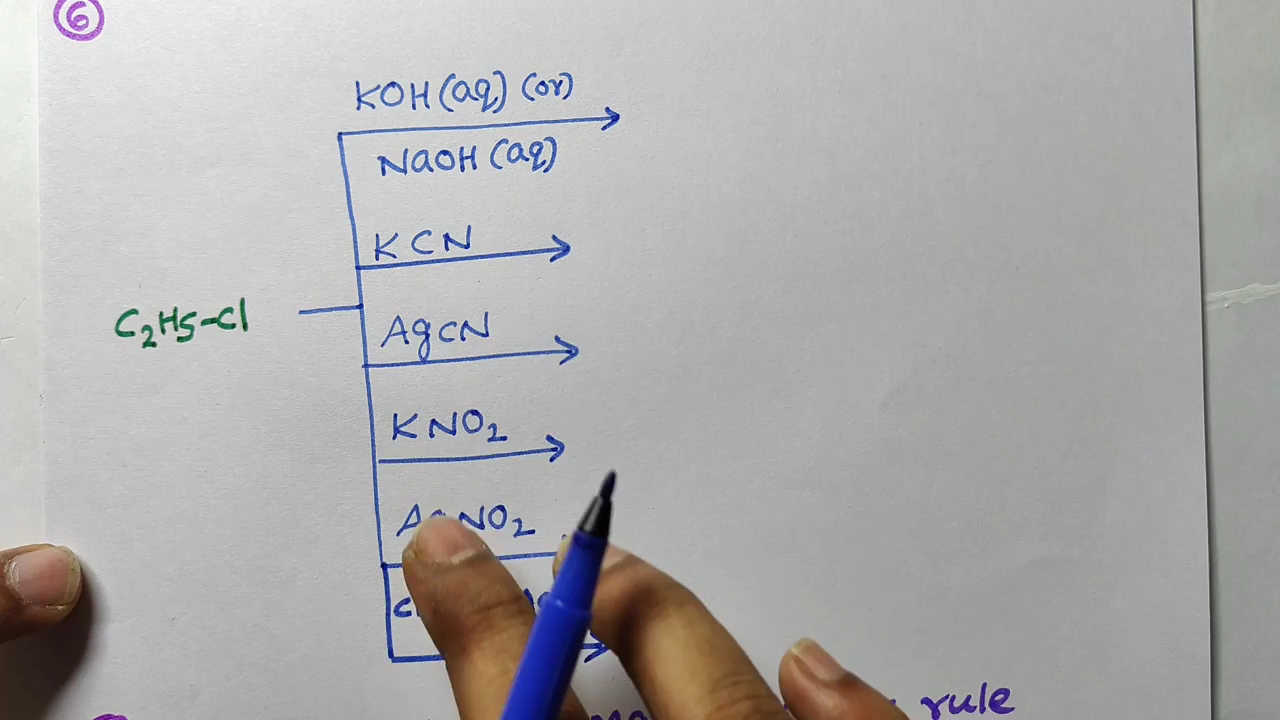 6
KOH(aq) (or)
NaOH (aq)
KCN
C2H5-Cl
AgCN
KNO2
NO2
rule